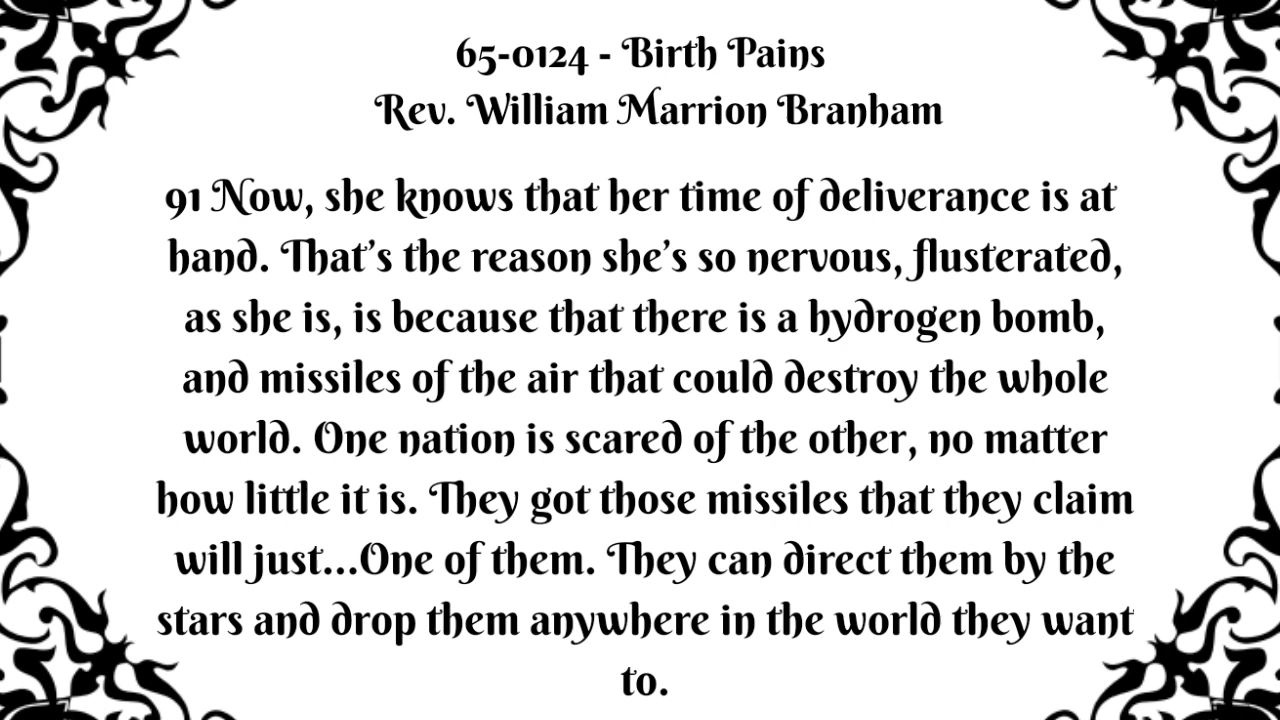 65-0124 - Birth Pains
Rev. William Marrion Branham
91 Now, she knows that her time of deliverance is at
hand. That's the reason she's so nervous, flusterated,
as she is, is because that there is a hydrogen bomb,
and missiles of the air that could destroy the whole
world. One nation is scared of the other, no matter
how little it is. They got those missiles that they claim
will just...One of them. They can direct them by the
stars and drop them anywhere in the world they want
to.